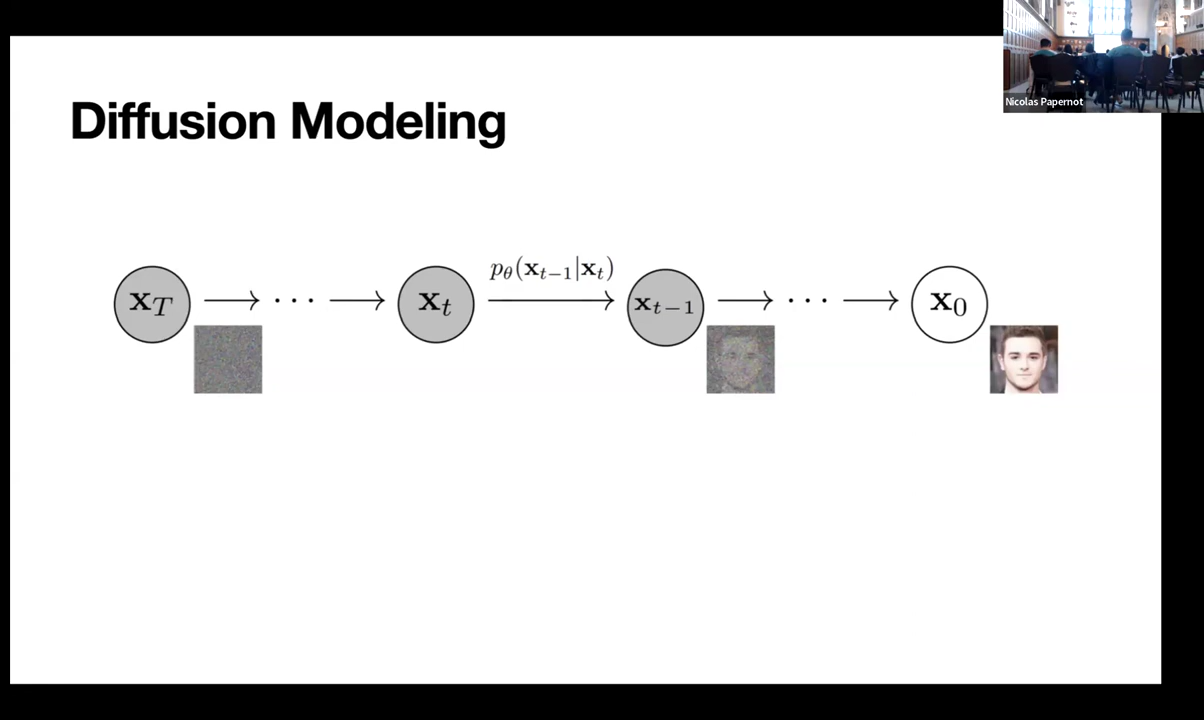 Nicolas Papernot
Diffusion Modeling
p_θ(x_{t−1}|x_t)
x_T → ··· → x_t → x_{t−1} → ··· → x_0